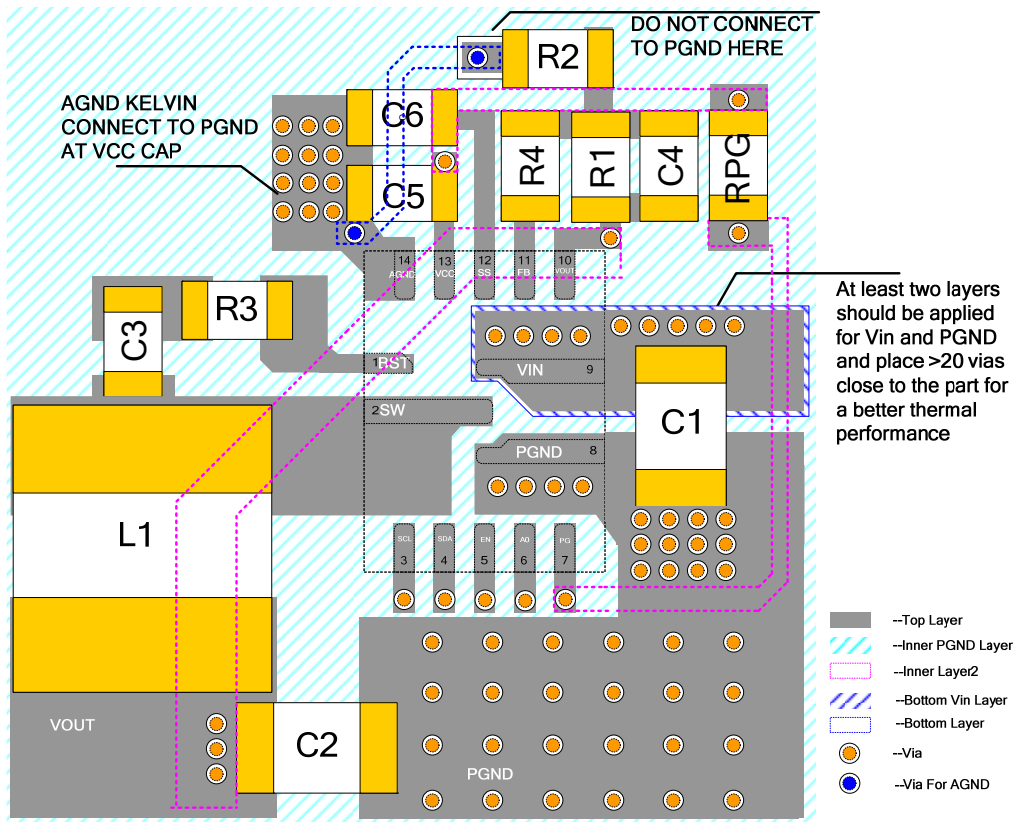 DO NOT CONNECT
TO PGND HERE
R2
AGND KELVIN
CONNECT TO PGND
AT VCC CAP
C6
C5
R4
R1
C4
RPG
14
AGND
13
VCC
12
SS
11
FB
10
VOUT
R3
C3
1
RST
VIN
9
2
SW
PGND
8
C1
At least two layers
should be applied
for Vin and PGND
and place >20 vias
close to the part for
a better thermal
performance
L1
SCL
3
SDA
4
EN
5
A0
6
PG
7
VOUT
C2
PGND
--Top Layer
--Inner PGND Layer
--Inner Layer2
--Bottom Vin Layer
--Bottom Layer
--Via
--Via For AGND